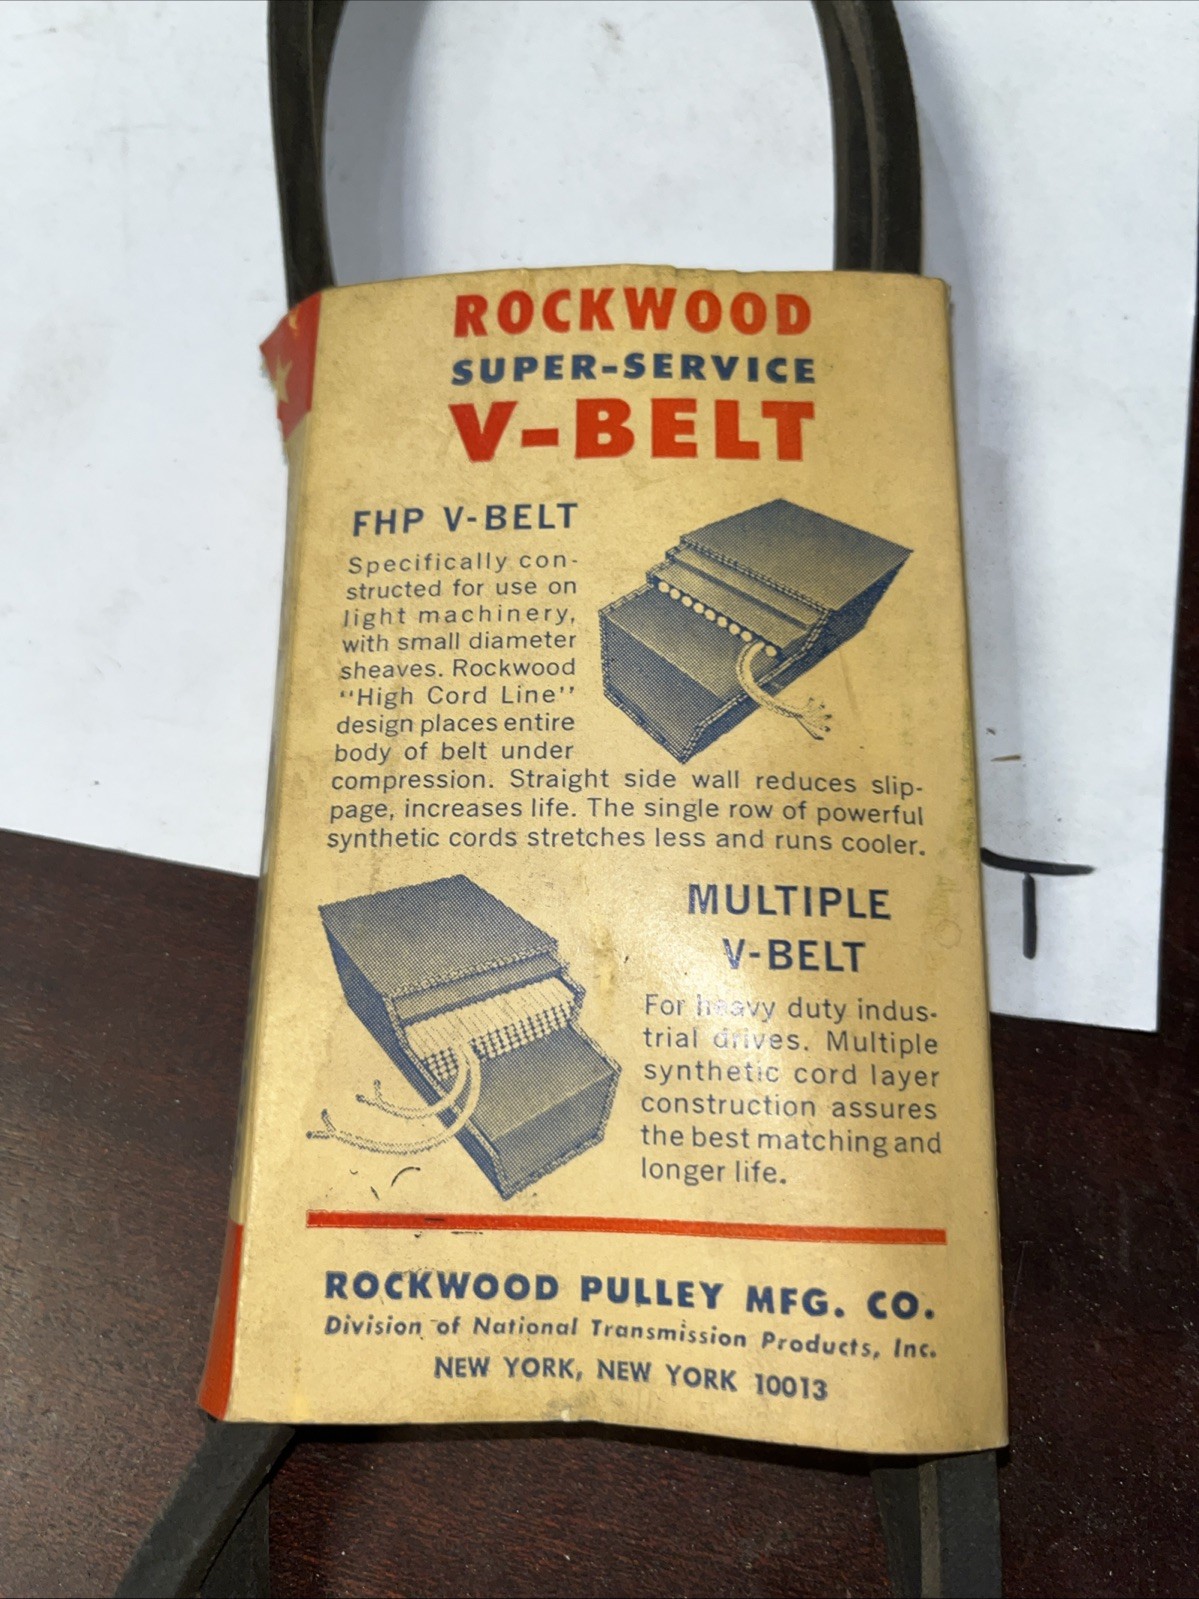 ROCKWOOD
SUPER-SERVICE
V-BELT
FHP V-BELT
Specifically con-
structed for use on
light machinery,
with small diameter
sheaves. Rockwood
"High Cord Line"
design places entire
body of belt under
compression. Straight side wall reduces slip-
page, increases life. The single row of powerful
synthetic cords stretches less and runs cooler.
MULTIPLE
V-BELT
For heavy duty indus-
trial drives. Multiple
synthetic cord layer
construction assures
the best matching and
longer life.
ROCKWOOD PULLEY MFG. CO.
Division of National Transmission Products, Inc.
NEW YORK, NEW YORK 10013